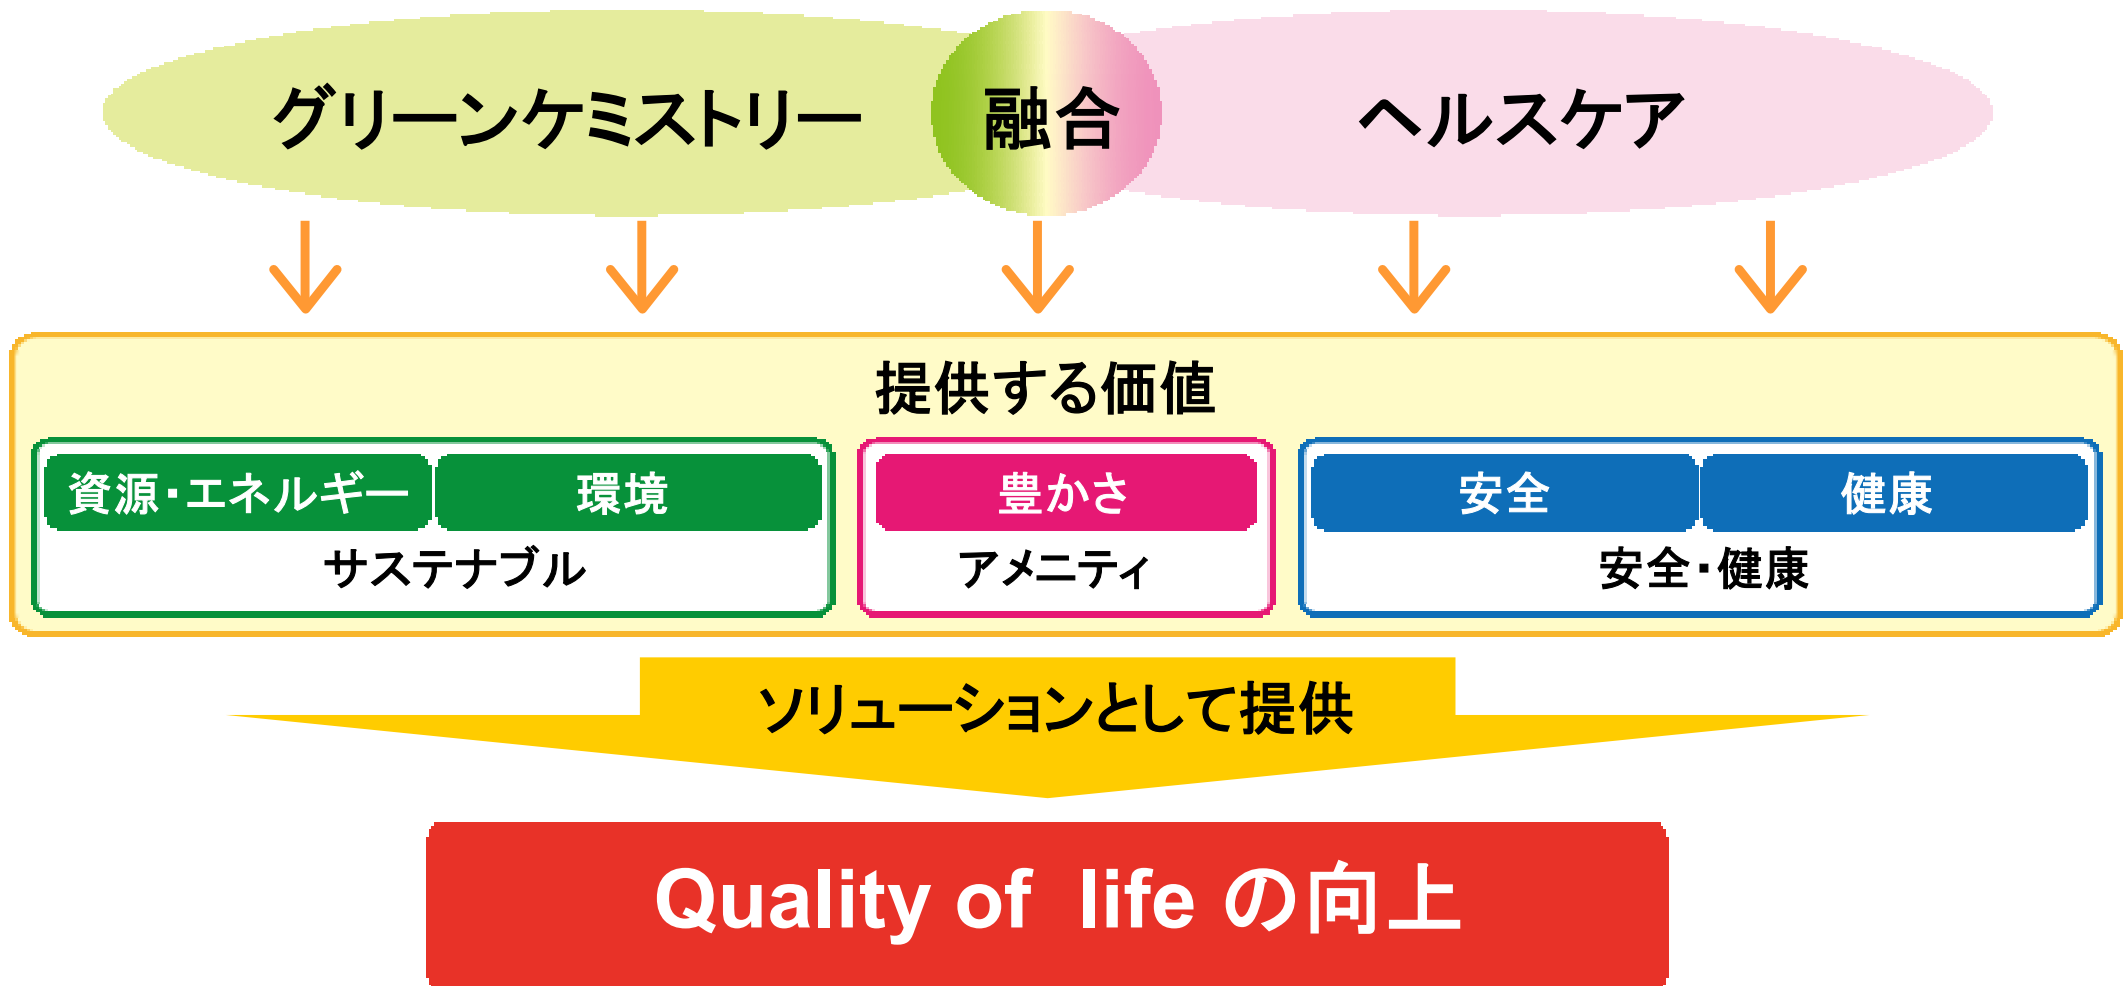 グリーンケミストリー 融合 ヘルスケア
提供する価値
資源・エネルギー 環境 豊かさ 安全 健康
サステナブル アメニティ 安全・健康
ソリューションとして提供
Quality of life の向上